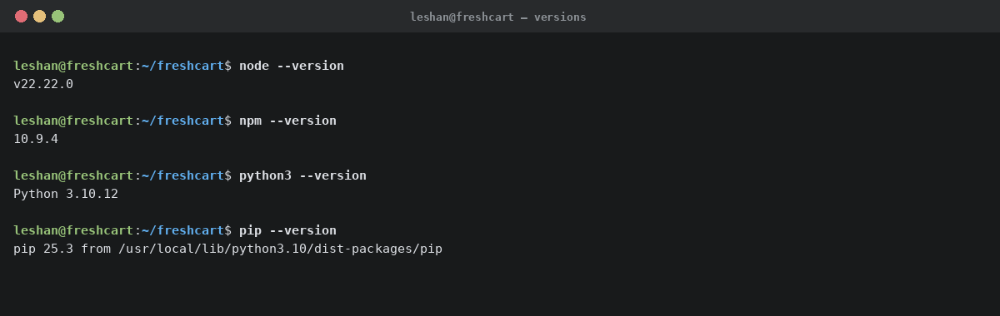 leshan@freshcart — versions
leshan@freshcart:~/freshcart$ node --version
v22.22.0
leshan@freshcart:~/freshcart$ npm --version
10.9.4
leshan@freshcart:~/freshcart$ python3 --version
Python 3.10.12
leshan@freshcart:~/freshcart$ pip --version
pip 25.3 from /usr/local/lib/python3.10/dist-packages/pip